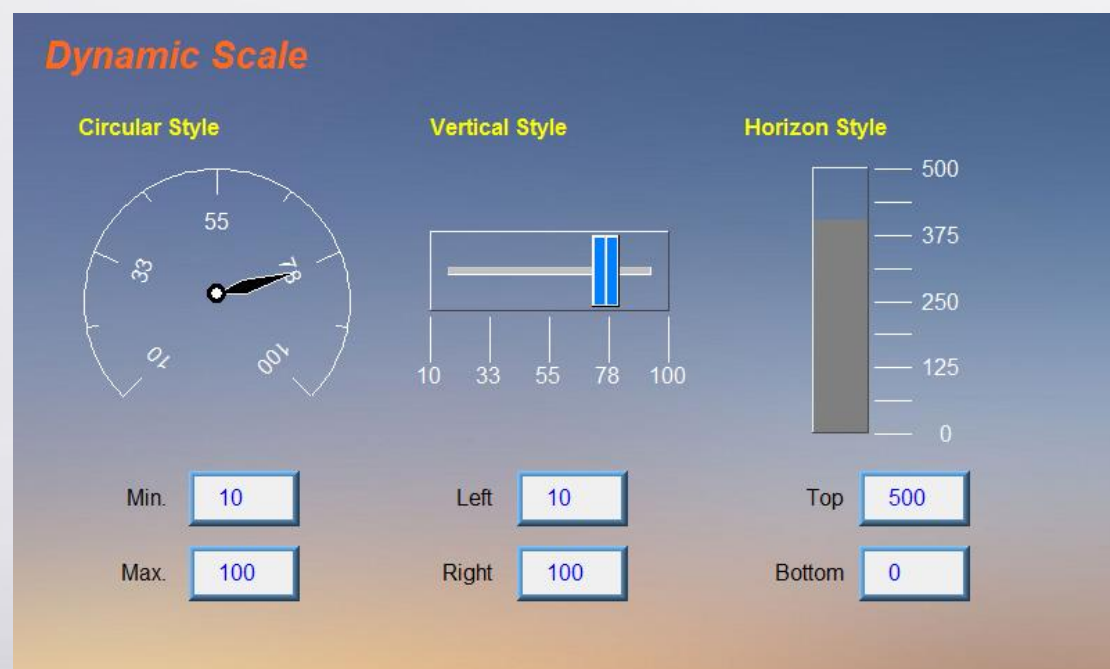 Dynamic Scale
Circular Style
55
33
78
10
100
Min. 10
Max. 100
Vertical Style
10 33 55 78 100
Left 10
Right 100
Horizon Style
500
375
250
125
0
Top 500
Bottom 0